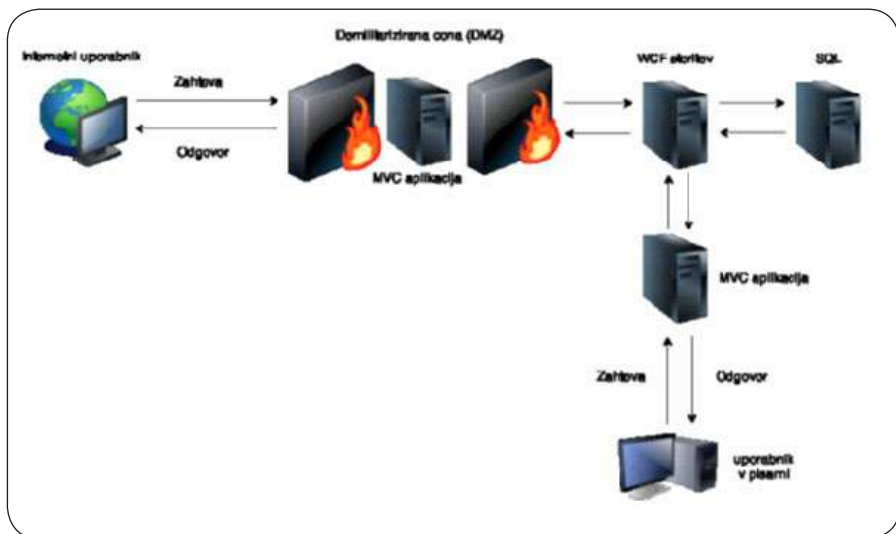 Demilitarizirana cona (DMZ)
Internetni uporabnik
WCF storitev
SQL
Zahteva
Odgovor
MVC aplikacija
MVC aplikacija
Zahteva
Odgovor
uporabnik
v pisarni